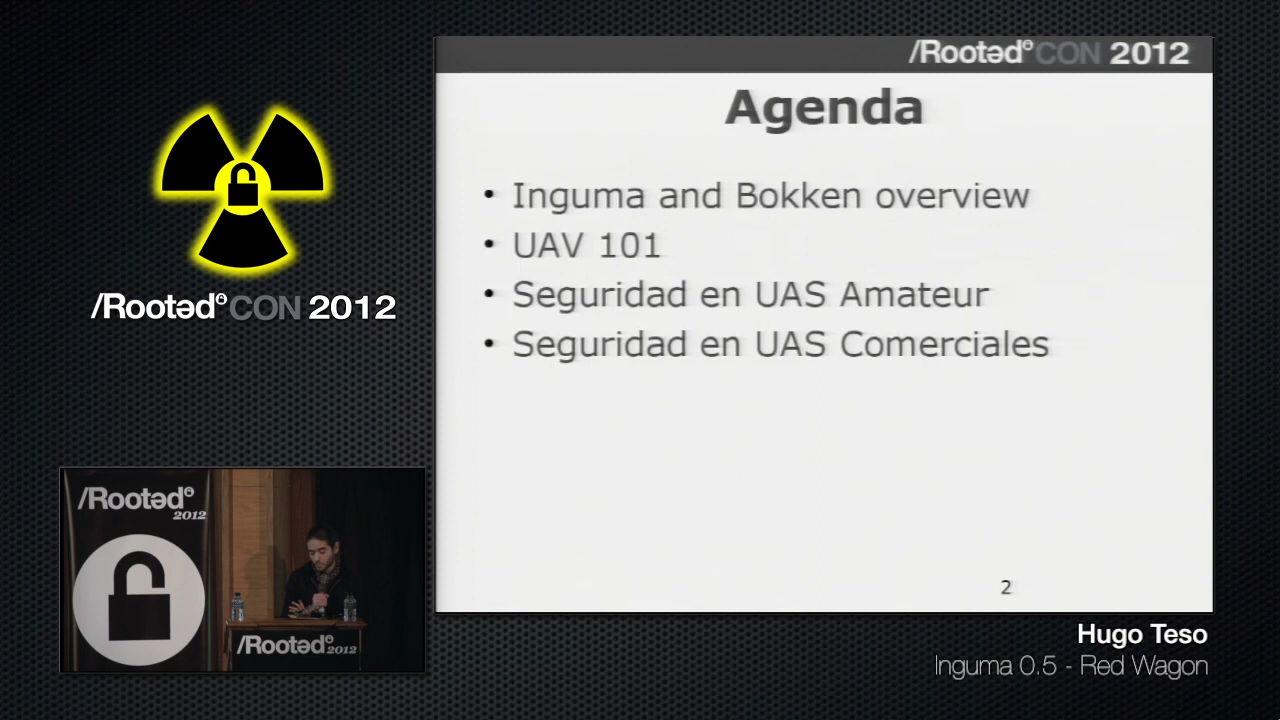 /Rootəd CON 2012
/Rootəd CON 2012
Agenda
• Inguma and Bokken overview
• UAV 101
• Seguridad en UAS Amateur
• Seguridad en UAS Comerciales
2
/Rootəd
2012
/Rootəd 2012
Hugo Teso
Inguma 0.5 - Red Wagon